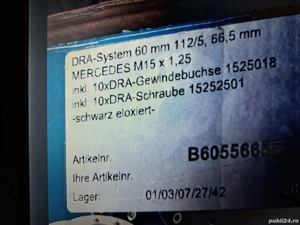 DRA-System 60 mm 112/5, 66,5 mm
MERCEDES M15 x 1,25
inkl. 10xDRA-Gewindebuchse 1525018
inkl. 10xDRA-Schraube 15252501
-schwarz eloxiert-
Artikelnr.
Ihre Artikelnr.
Lager: 01/03/07/27/42
publi24.ro